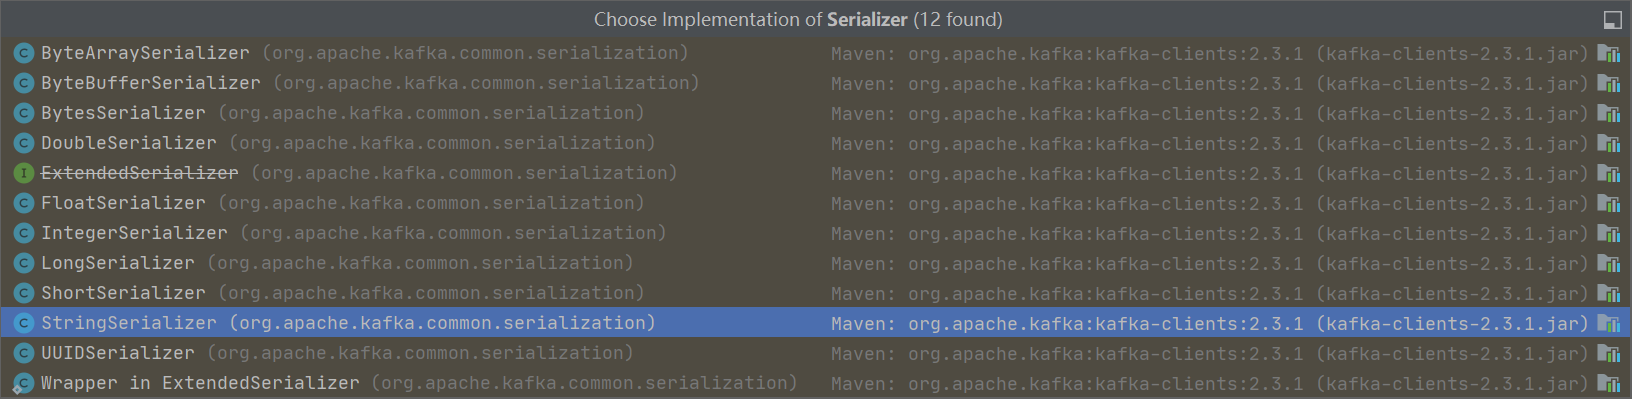 Choose Implementation of Serializer (12 found)
C ByteArraySerializer (org.apache.kafka.common.serialization) Maven: org.apache.kafka:kafka-clients:2.3.1 (kafka-clients-2.3.1.jar)
C ByteBufferSerializer (org.apache.kafka.common.serialization) Maven: org.apache.kafka:kafka-clients:2.3.1 (kafka-clients-2.3.1.jar)
C BytesSerializer (org.apache.kafka.common.serialization) Maven: org.apache.kafka:kafka-clients:2.3.1 (kafka-clients-2.3.1.jar)
C DoubleSerializer (org.apache.kafka.common.serialization) Maven: org.apache.kafka:kafka-clients:2.3.1 (kafka-clients-2.3.1.jar)
I ExtendedSerializer (org.apache.kafka.common.serialization) Maven: org.apache.kafka:kafka-clients:2.3.1 (kafka-clients-2.3.1.jar)
C FloatSerializer (org.apache.kafka.common.serialization) Maven: org.apache.kafka:kafka-clients:2.3.1 (kafka-clients-2.3.1.jar)
C IntegerSerializer (org.apache.kafka.common.serialization) Maven: org.apache.kafka:kafka-clients:2.3.1 (kafka-clients-2.3.1.jar)
C LongSerializer (org.apache.kafka.common.serialization) Maven: org.apache.kafka:kafka-clients:2.3.1 (kafka-clients-2.3.1.jar)
C ShortSerializer (org.apache.kafka.common.serialization) Maven: org.apache.kafka:kafka-clients:2.3.1 (kafka-clients-2.3.1.jar)
C StringSerializer (org.apache.kafka.common.serialization) Maven: org.apache.kafka:kafka-clients:2.3.1 (kafka-clients-2.3.1.jar)
C UUIDSerializer (org.apache.kafka.common.serialization) Maven: org.apache.kafka:kafka-clients:2.3.1 (kafka-clients-2.3.1.jar)
C Wrapper in ExtendedSerializer (org.apache.kafka.common.serialization) Maven: org.apache.kafka:kafka-clients:2.3.1 (kafka-clients-2.3.1.jar)